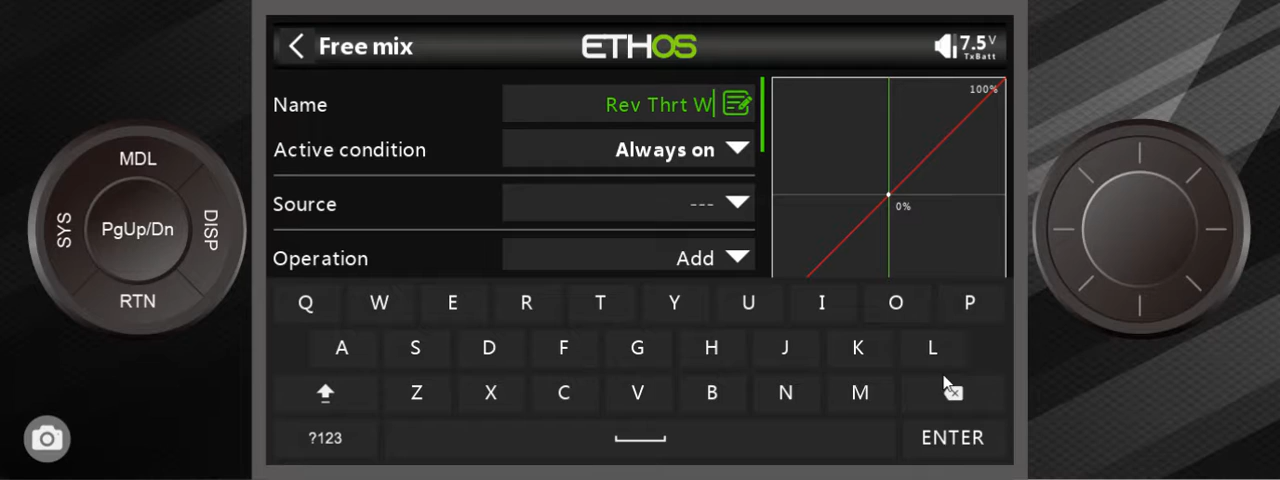 Free mix
ETHOS
7.5V
TxBatt
Name
Rev Thrt W
Active condition
Always on
Source
---
Operation
Add
100%
0%
MDL
SYS
PgUp/Dn
DISP
RTN
Q W E R T Y U I O P
A S D F G H J K L
Z X C V B N M
?123
ENTER